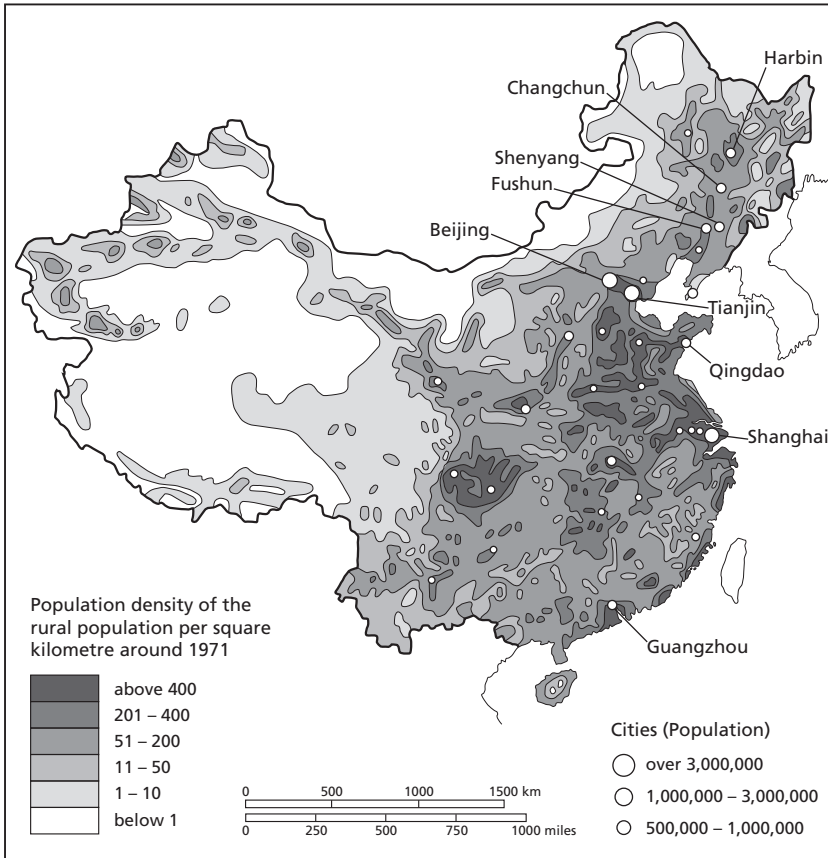 Harbin
Changchun
Shenyang
Fushun
Beijing
Tianjin
Qingdao
Shanghai
Guangzhou
Population density of the
rural population per square
kilometre around 1971
above 400
201 – 400
51 – 200
11 – 50
1 – 10
below 1
0 500 1000 1500 km
0 250 500 750 1000 miles
Cities (Population)
over 3,000,000
1,000,000 – 3,000,000
500,000 – 1,000,000